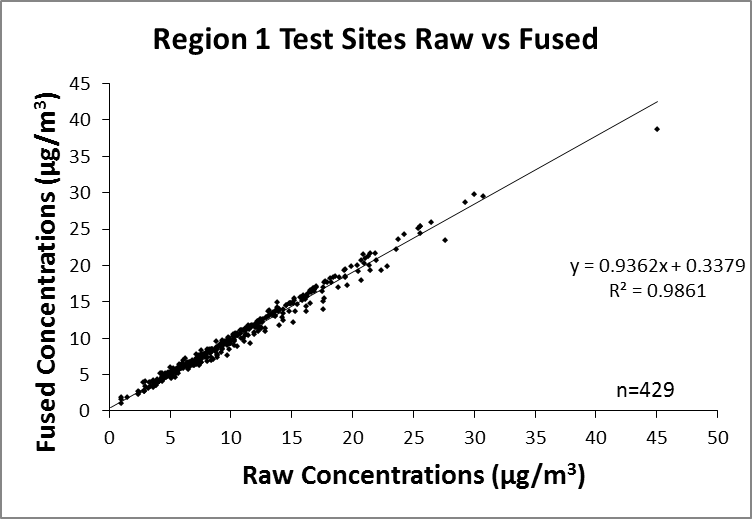 Region 1 Test Sites Raw vs Fused
Fused Concentrations (µg/m³)
45
40
35
30
25
20
15
10
5
0
y = 0.9362x + 0.3379
R² = 0.9861
n=429
0 5 10 15 20 25 30 35 40 45 50
Raw Concentrations (µg/m³)